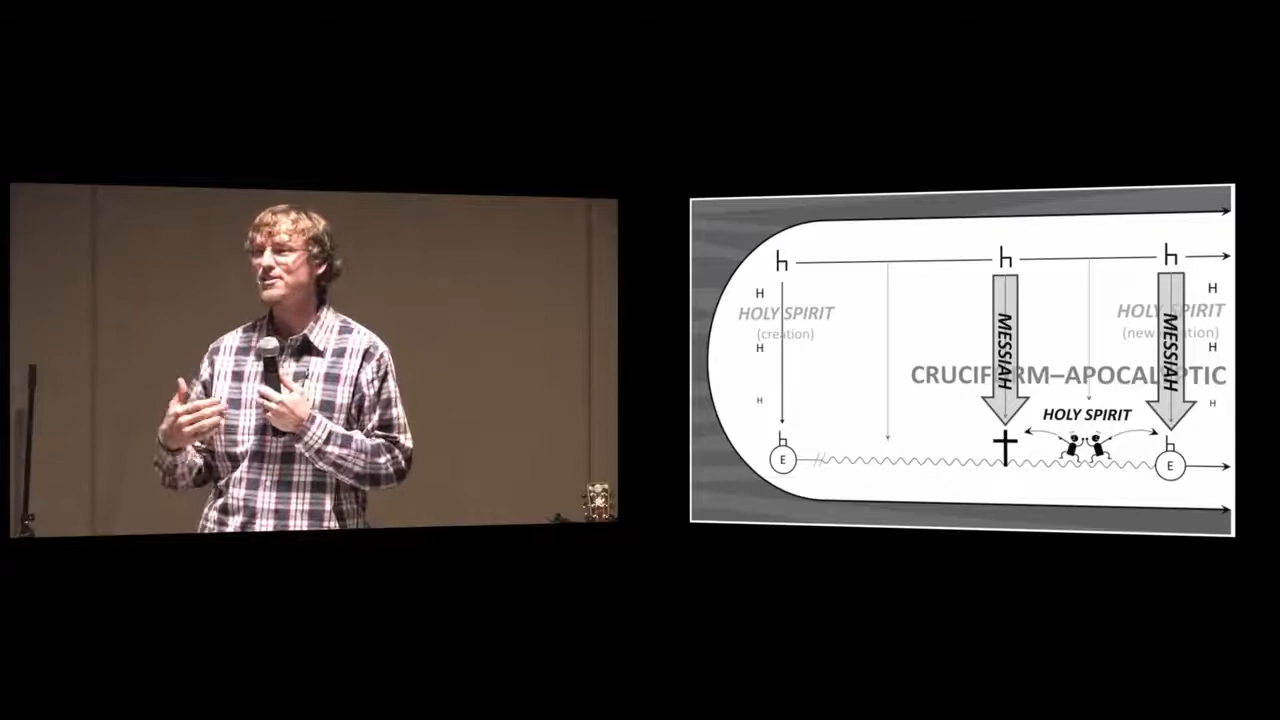 h h h
H H
HOLY SPIRIT HOLY SPIRIT
(creation) (new creation)
H H
MESSIAH MESSIAH
CRUCIFORM–APOCALYPTIC
H H
HOLY SPIRIT
h h
E E